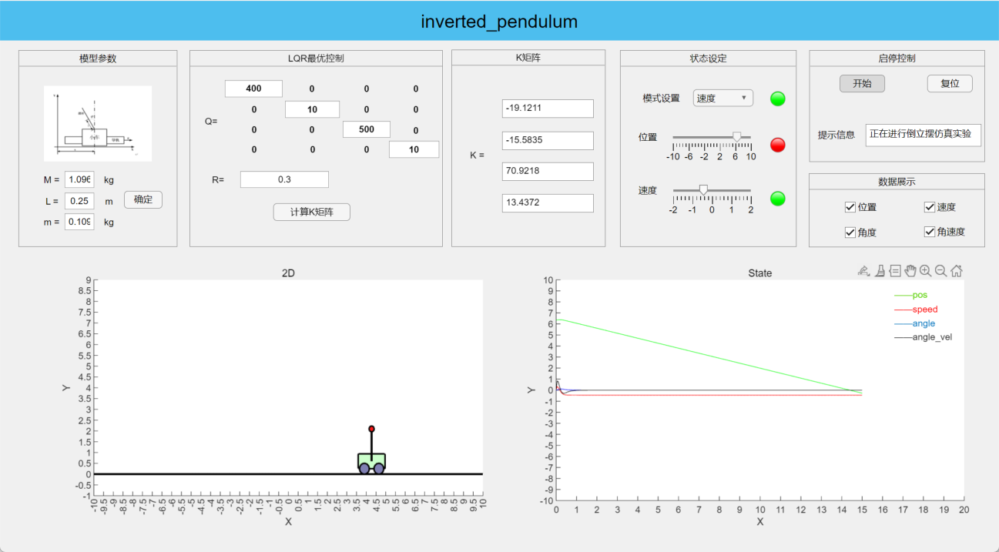 inverted_pendulum
模型参数
小车
M = 1.096 kg
L = 0.25 m
确定
m = 0.109 kg
LQR最优控制
Q=
400 0 0 0
0 10 0 0
0 0 500 0
0 0 0 10
R= 0.3
计算K矩阵
K矩阵
K =
-19.1211
-15.5835
70.9218
13.4372
状态设定
模式设置 速度
位置
-10 -6 -2 2 6 10
速度
-2 -1 0 1 2
启停控制
开始 复位
提示信息 正在进行倒立摆仿真实验
数据展示
位置 速度
角度 角速度
2D
9
8.5
8
7.5
7
6.5
6
5.5
5
4.5
4
3.5
3
2.5
2
1.5
1
0.5
0
-0.5
-1
Y
-10 -9.5 -9 -8.5 -8 -7.5 -7 -6.5 -6 -5.5 -5 -4.5 -4 -3.5 -3 -2.5 -2 -1.5 -1 -0.5 0 0.5 1 1.5 2 2.5 3 3.5 4 4.5 5 5.5 6 6.5 7 7.5 8 8.5 9 9.5 10
X
State
pos
speed
angle
angle_vel
10
9
8
7
6
5
4
3
2
1
0
-1
-2
-3
-4
-5
-6
-7
-8
-9
-10
Y
0 1 2 3 4 5 6 7 8 9 10 11 12 13 14 15 16 17 18 19 20
X